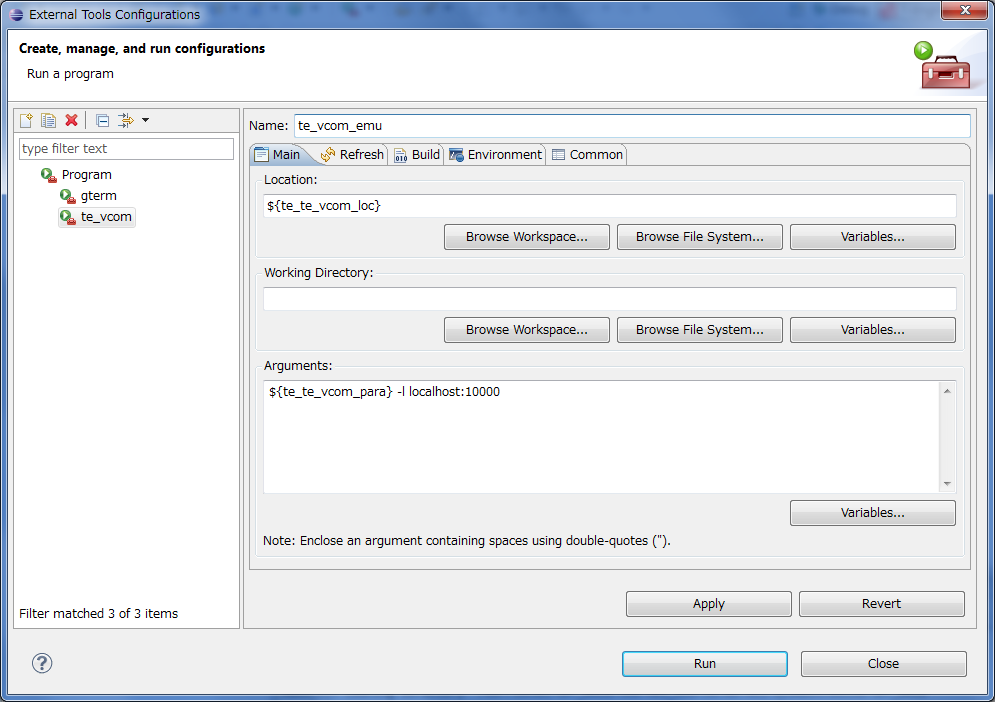 External Tools Configurations
Create, manage, and run configurations
Run a program
type filter text
Program
gterm
te_vcom
Filter matched 3 of 3 items
Name: te_vcom_emu
Main Refresh Build Environment Common
Location:
${te_te_vcom_loc}
Browse Workspace... Browse File System... Variables...
Working Directory:
Browse Workspace... Browse File System... Variables...
Arguments:
${te_te_vcom_para} -l localhost:10000
Variables...
Note: Enclose an argument containing spaces using double-quotes (").
Apply Revert
Run Close